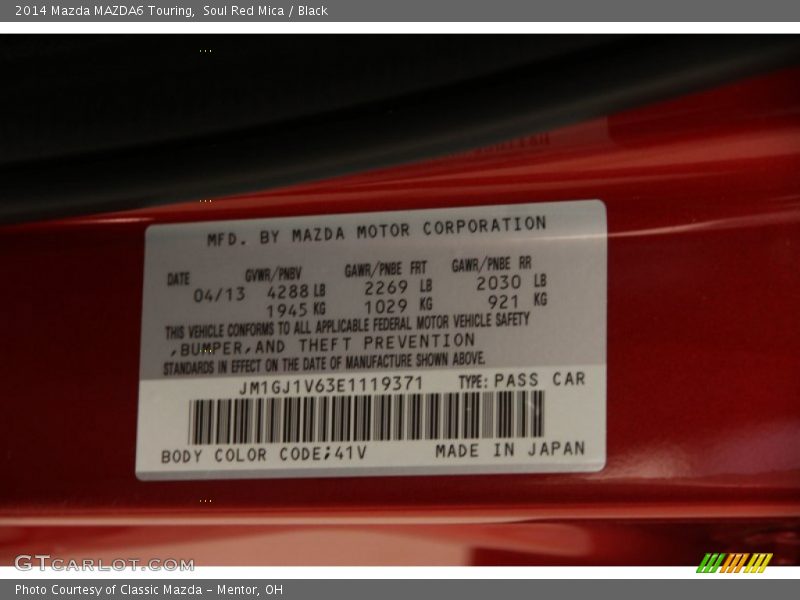 2014 Mazda MAZDA6 Touring,  Soul Red Mica / Black
MFD. BY MAZDA MOTOR CORPORATION
DATE GVWR/PNBV GAWR/PNBE FRT GAWR/PNBE RR
04/13 4288 LB 2269 LB 2030 LB
1945 KG 1029 KG 921 KG
THIS VEHICLE CONFORMS TO ALL APPLICABLE FEDERAL MOTOR VEHICLE SAFETY
,BUMPER,AND THEFT PREVENTION
STANDARDS IN EFFECT ON THE DATE OF MANUFACTURE SHOWN ABOVE.
JM1GJ1V63E1119371 TYPE: PASS CAR
BODY COLOR CODE;41V MADE IN JAPAN
GTCARLOT.COM
Photo Courtesy of Classic Mazda - Mentor, OH